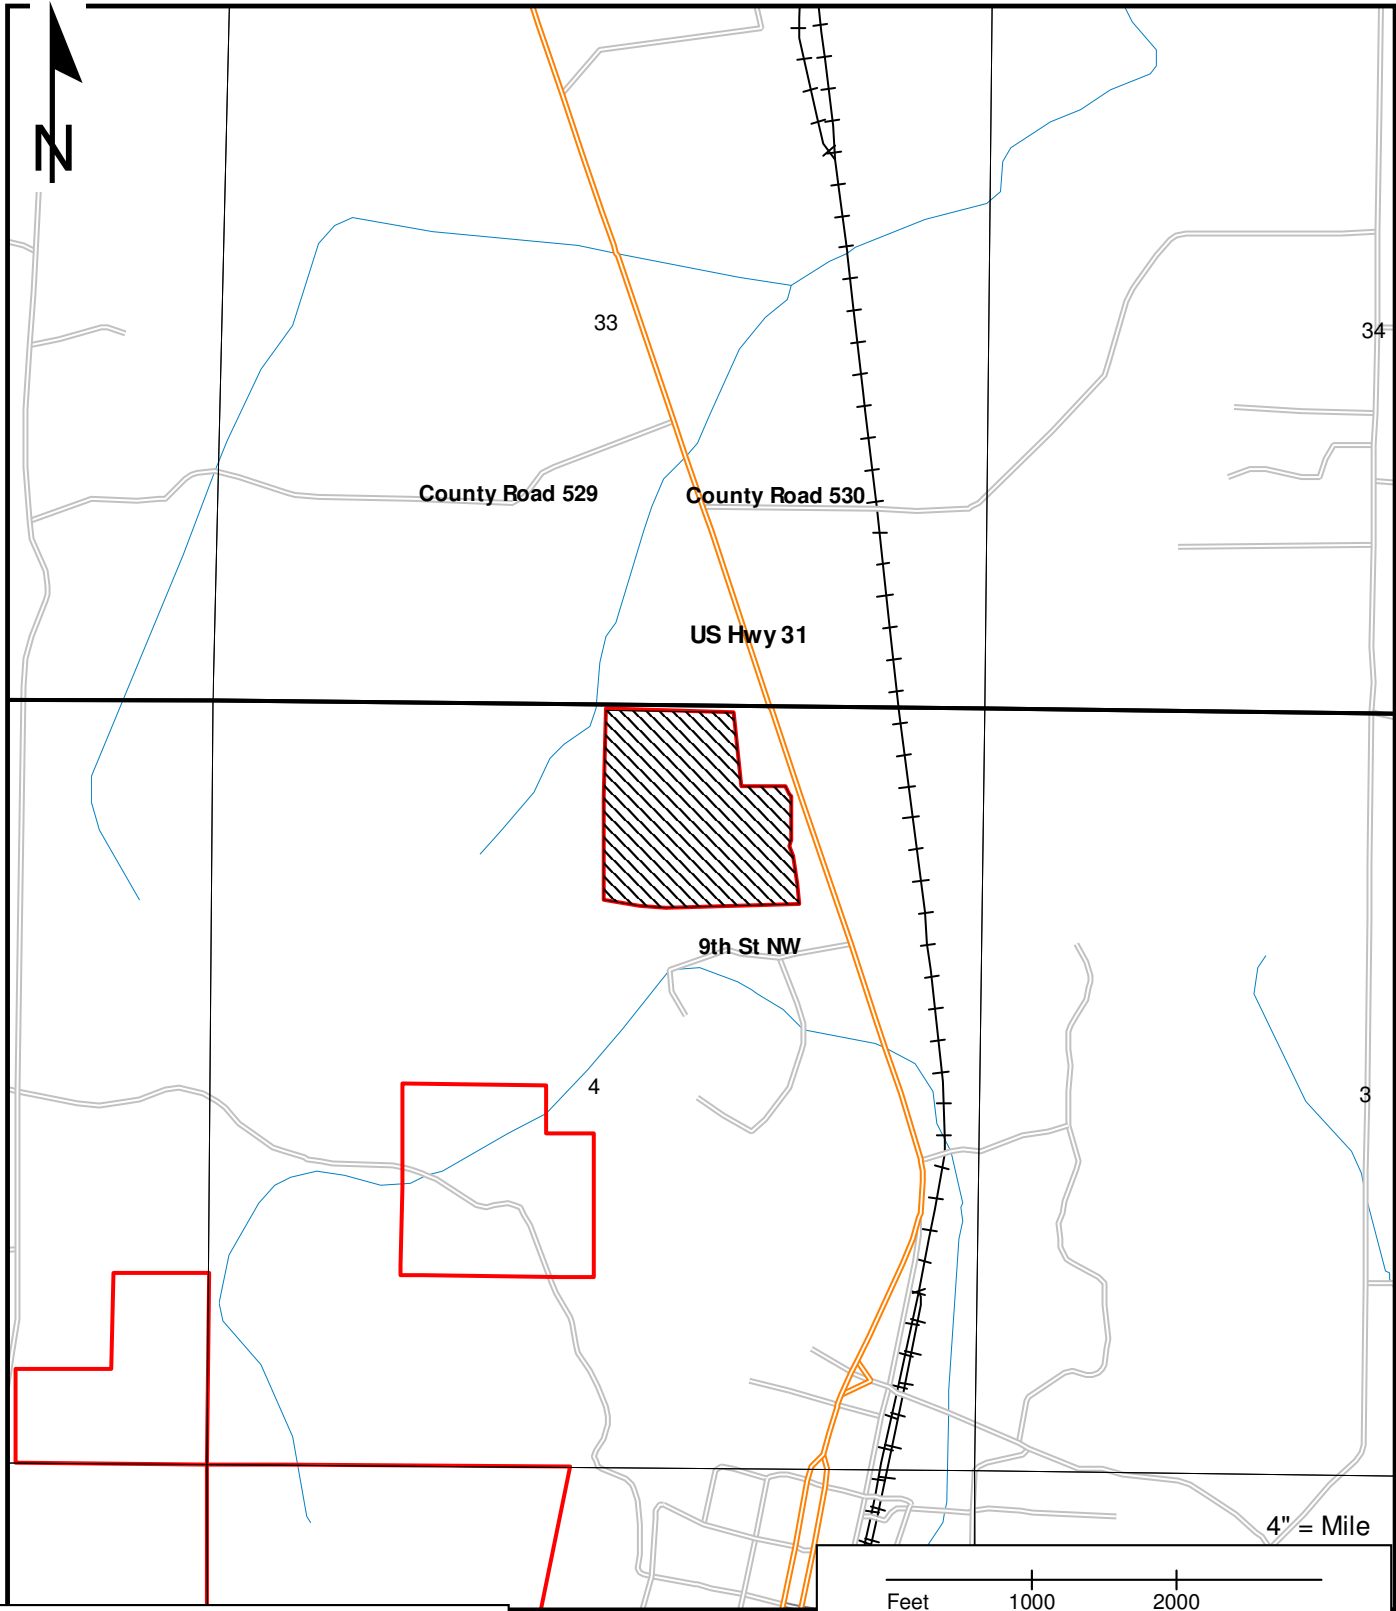 N
33
34
County Road 529
County Road 530
US Hwy 31
9th St NW
4
3
4" = Mile
Feet 1000 2000